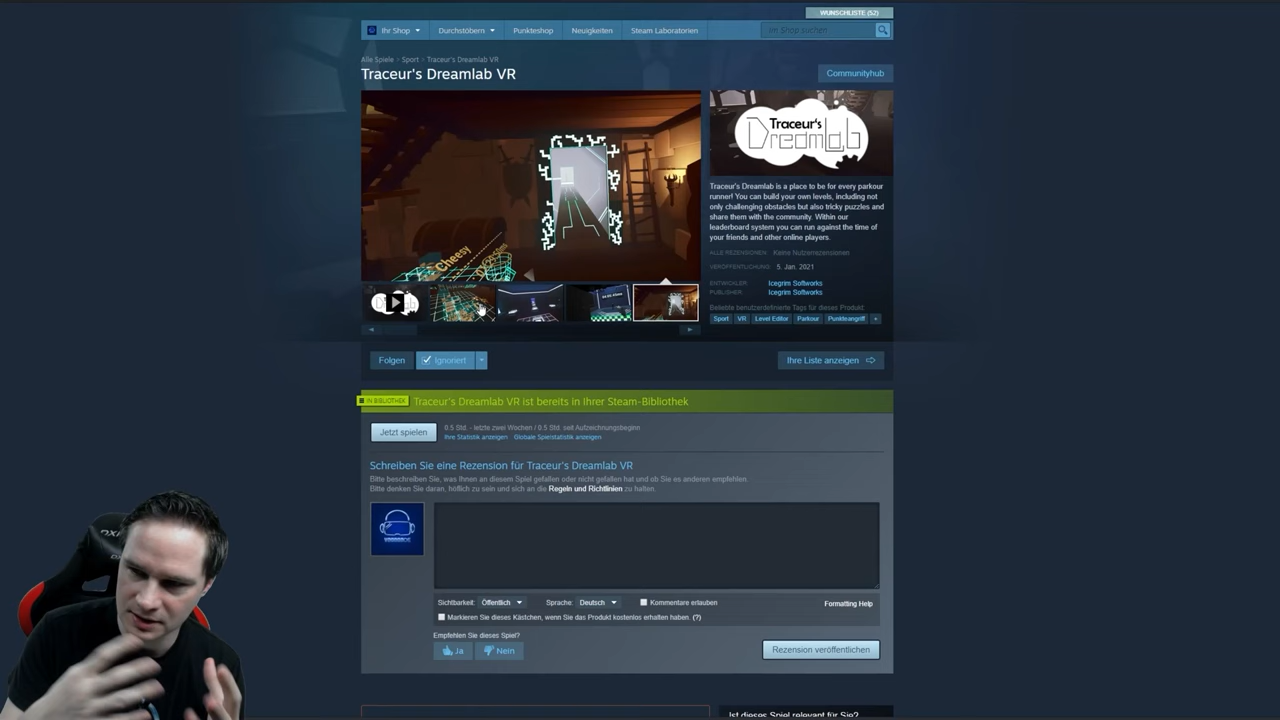 WUNSCHLISTE (52)
Ihr Shop
Durchstöbern
Punkteshop
Neuigkeiten
Steam Laboratorien
im Shop suchen
Alle Spiele > Sport > Traceur's Dreamlab VR
Traceur's Dreamlab VR
Communityhub
Traceur's
Dreamlab
Cheesy
Traceur's Dreamlab is a place to be for every parkour
runner! You can build your own levels, including not
only challenging obstacles but also tricky puzzles and
share them with the community. Within our
leaderboard system you can run against the time of
your friends and other online players.
ALLE REZENSIONEN: Keine Nutzerrezensionen
VERÖFFENTLICHUNG: 5. Jan. 2021
ENTWICKLER: Icegrim Softworks
PUBLISHER: Icegrim Softworks
Beliebte benutzerdefinierte Tags für dieses Produkt:
Sport VR Level Editor Parkour Punkteangriff +
Folgen
Ignoriert
Ihre Liste anzeigen
IN BIBLIOTHEK
Traceur's Dreamlab VR ist bereits in Ihrer Steam-Bibliothek
Jetzt spielen
0.5 Std. - letzte zwei Wochen / 0.5 Std. seit Aufzeichnungsbeginn
Ihre Statistik anzeigen Globale Spielstatistik anzeigen
Schreiben Sie eine Rezension für Traceur's Dreamlab VR
Bitte beschreiben Sie, was Ihnen an diesem Spiel gefallen oder nicht gefallen hat und ob Sie es anderen empfehlen.
Bitte denken Sie daran, höflich zu sein und sich an die Regeln und Richtlinien zu halten.
Sichtbarkeit: Öffentlich
Sprache: Deutsch
Kommentare erlauben
Formatting Help
Markieren Sie dieses Kästchen, wenn Sie das Produkt kostenlos erhalten haben. (?)
Empfehlen Sie dieses Spiel?
Ja
Nein
Rezension veröffentlichen
Ist dieses Spiel relevant für Sie?